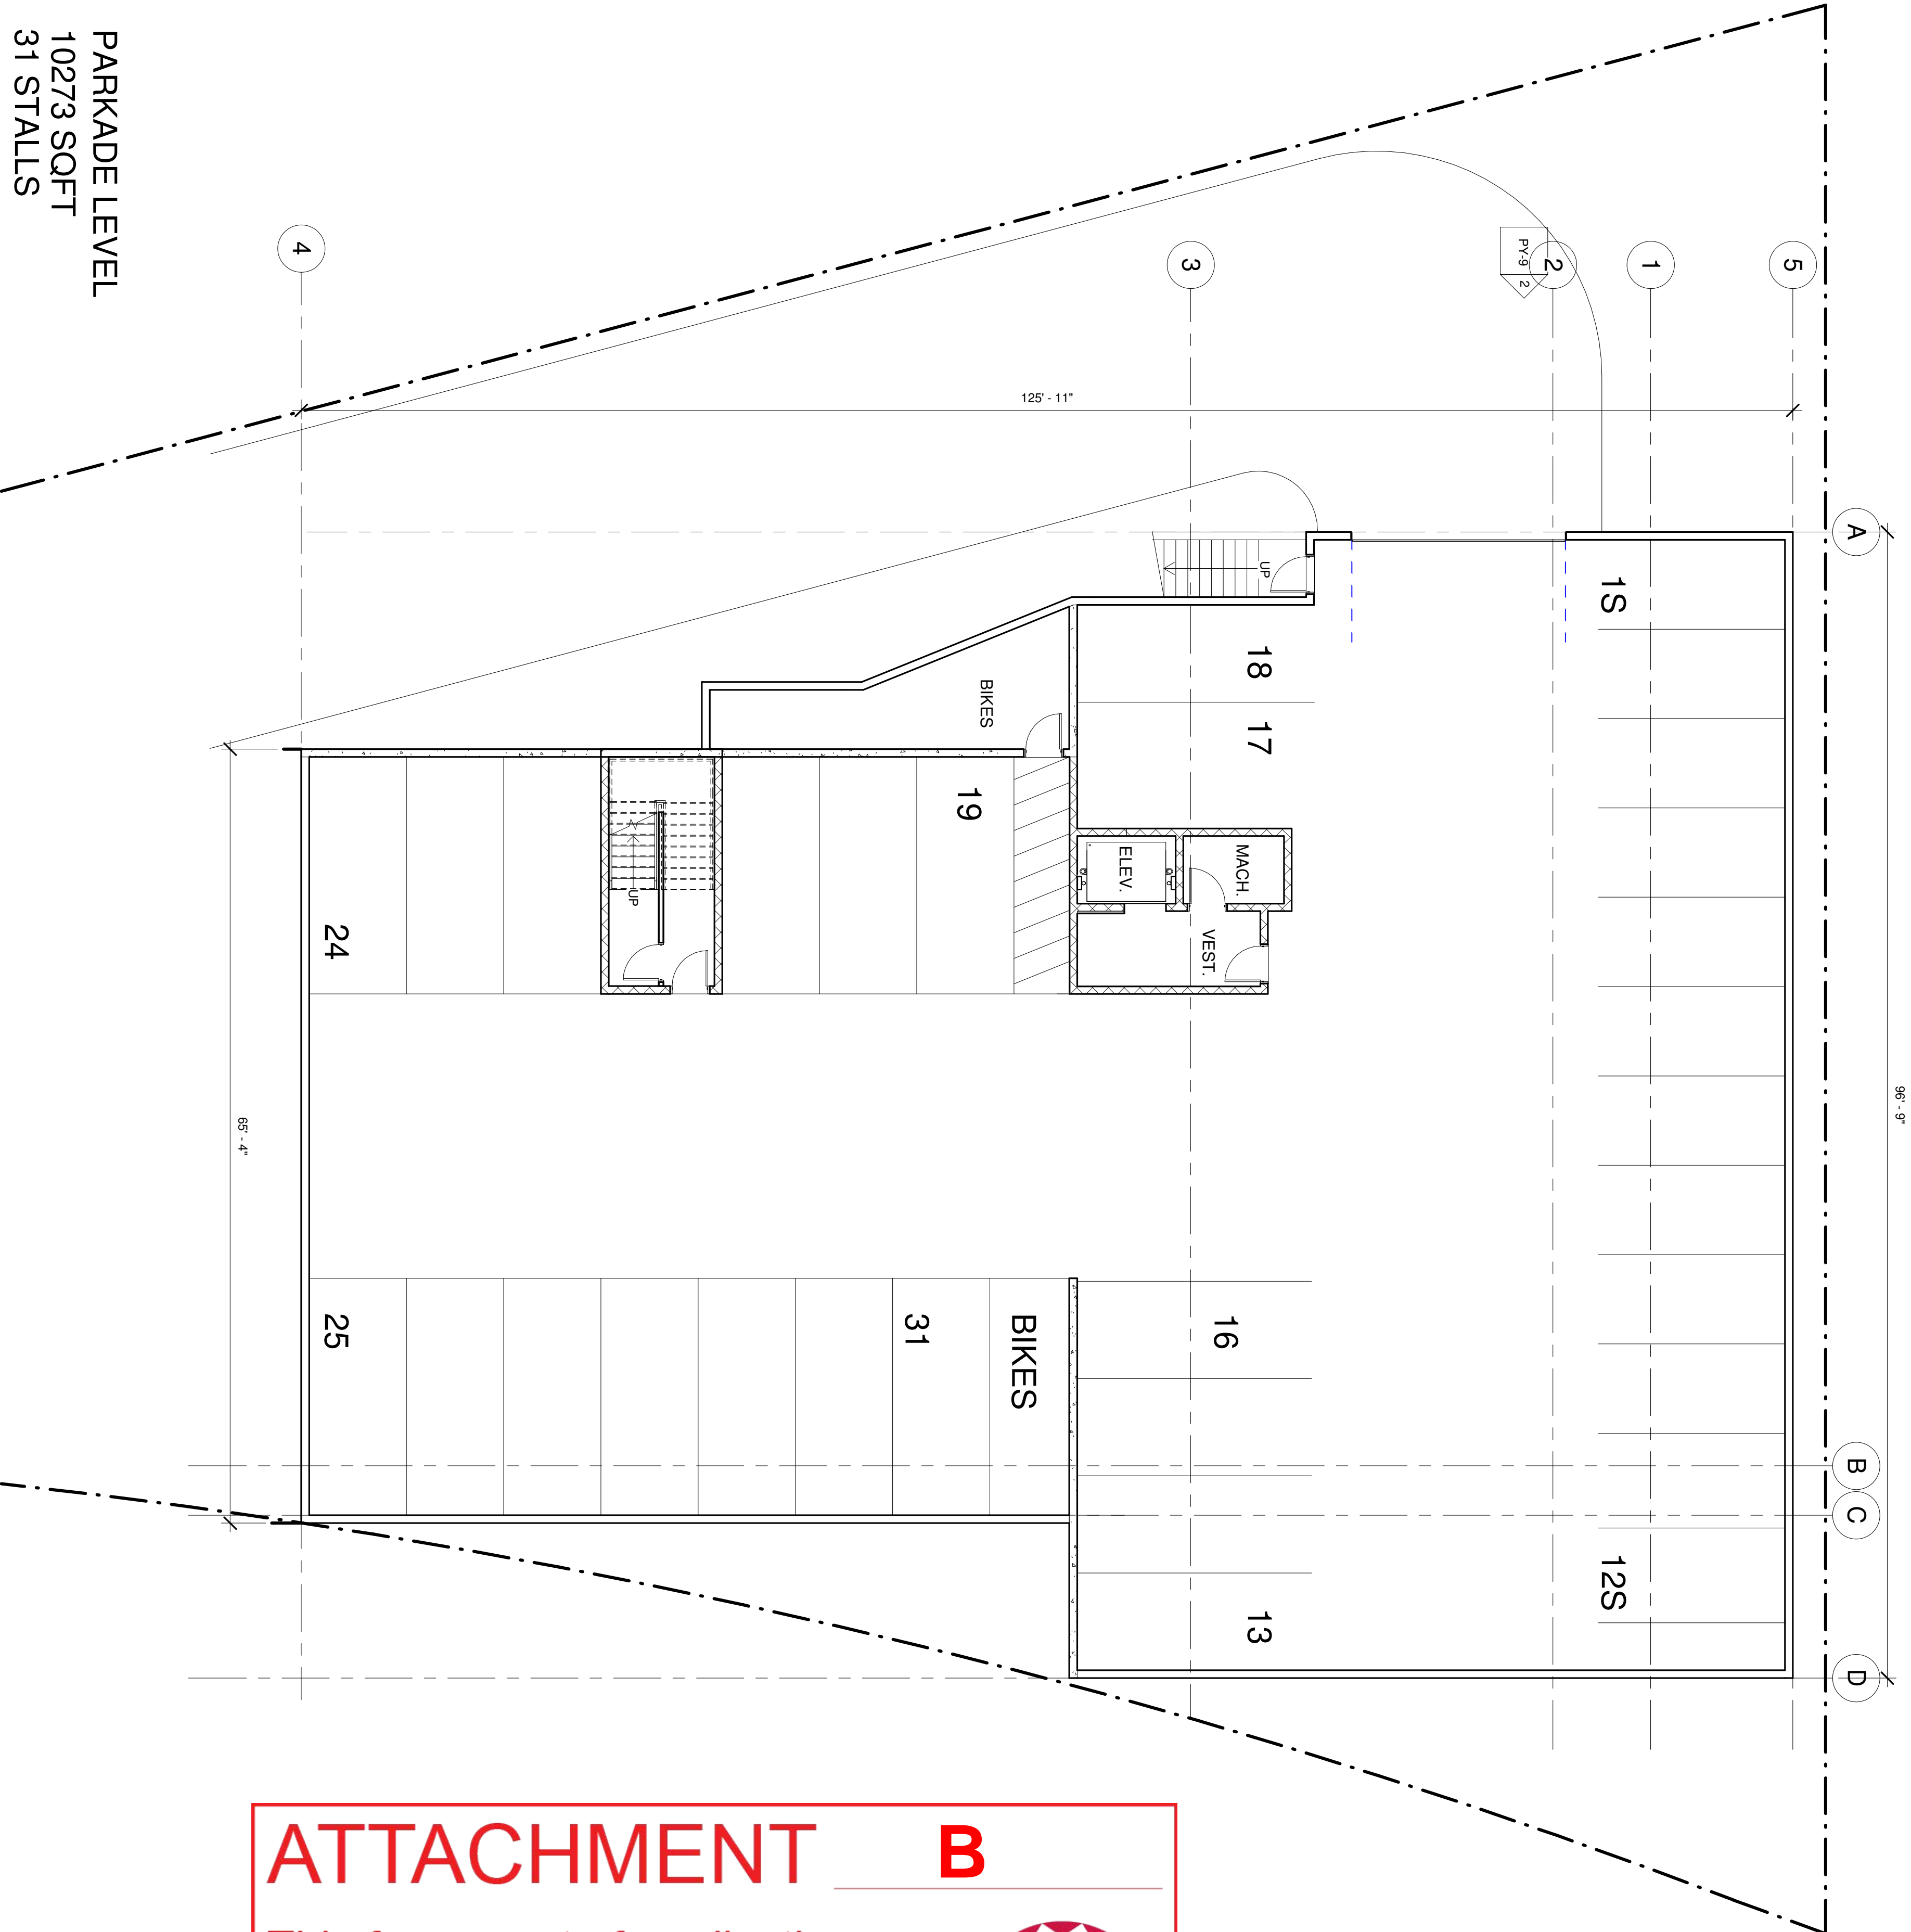 PARKADE LEVEL
10273 SQFT
31 STALLS
4
3
2
1
5
PY-9
2
125' - 11"
A
B
C
D
96' - 9"
65' - 4"
1S
12S
18
17
UP
BIKES
19
ELEV.
MACH.
VEST.
UP
24
25
31
BIKES
16
13
ATTACHMENT B